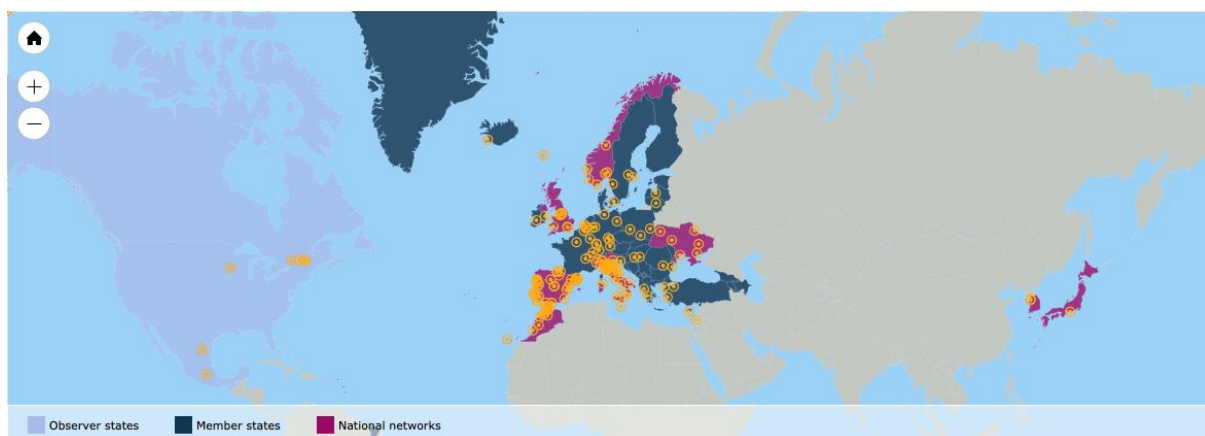 +
−
Observer states
Member states
National networks